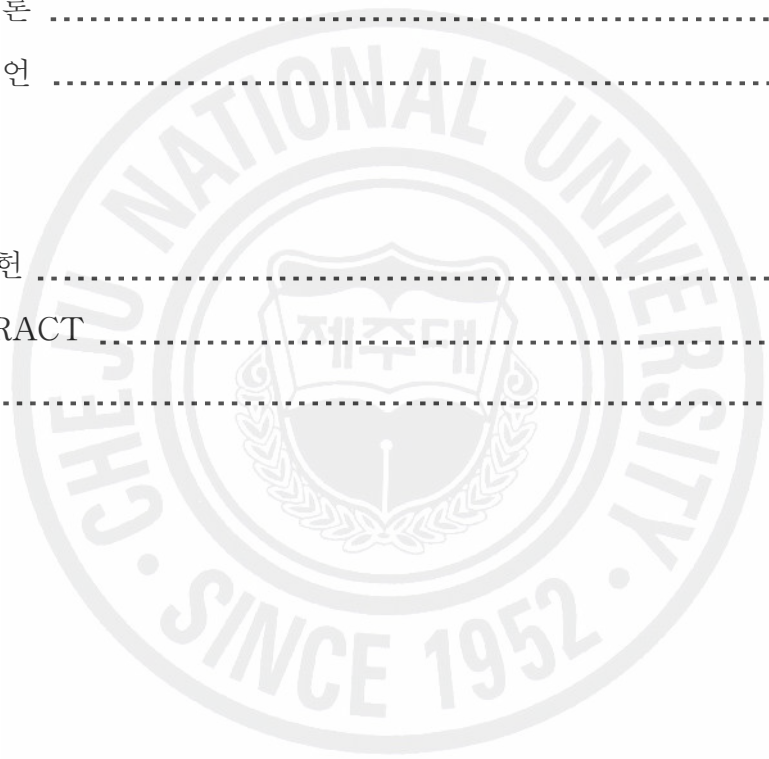 론 ........................................
언 ........................................
헌 ........................................
RACT ........................................
........................................
CHEJU NATIONAL UNIVERSITY
제주대
· SINCE 1952 ·